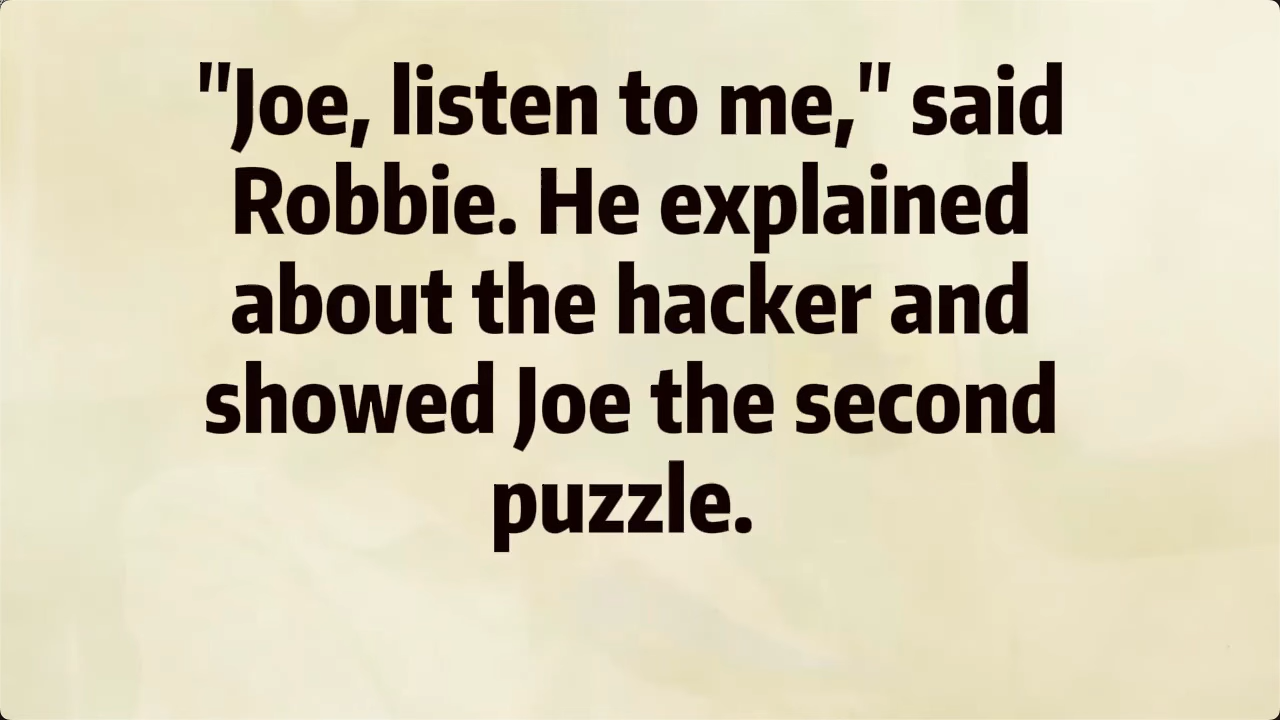 "Joe, listen to me," said
Robbie. He explained
about the hacker and
showed Joe the second
puzzle.